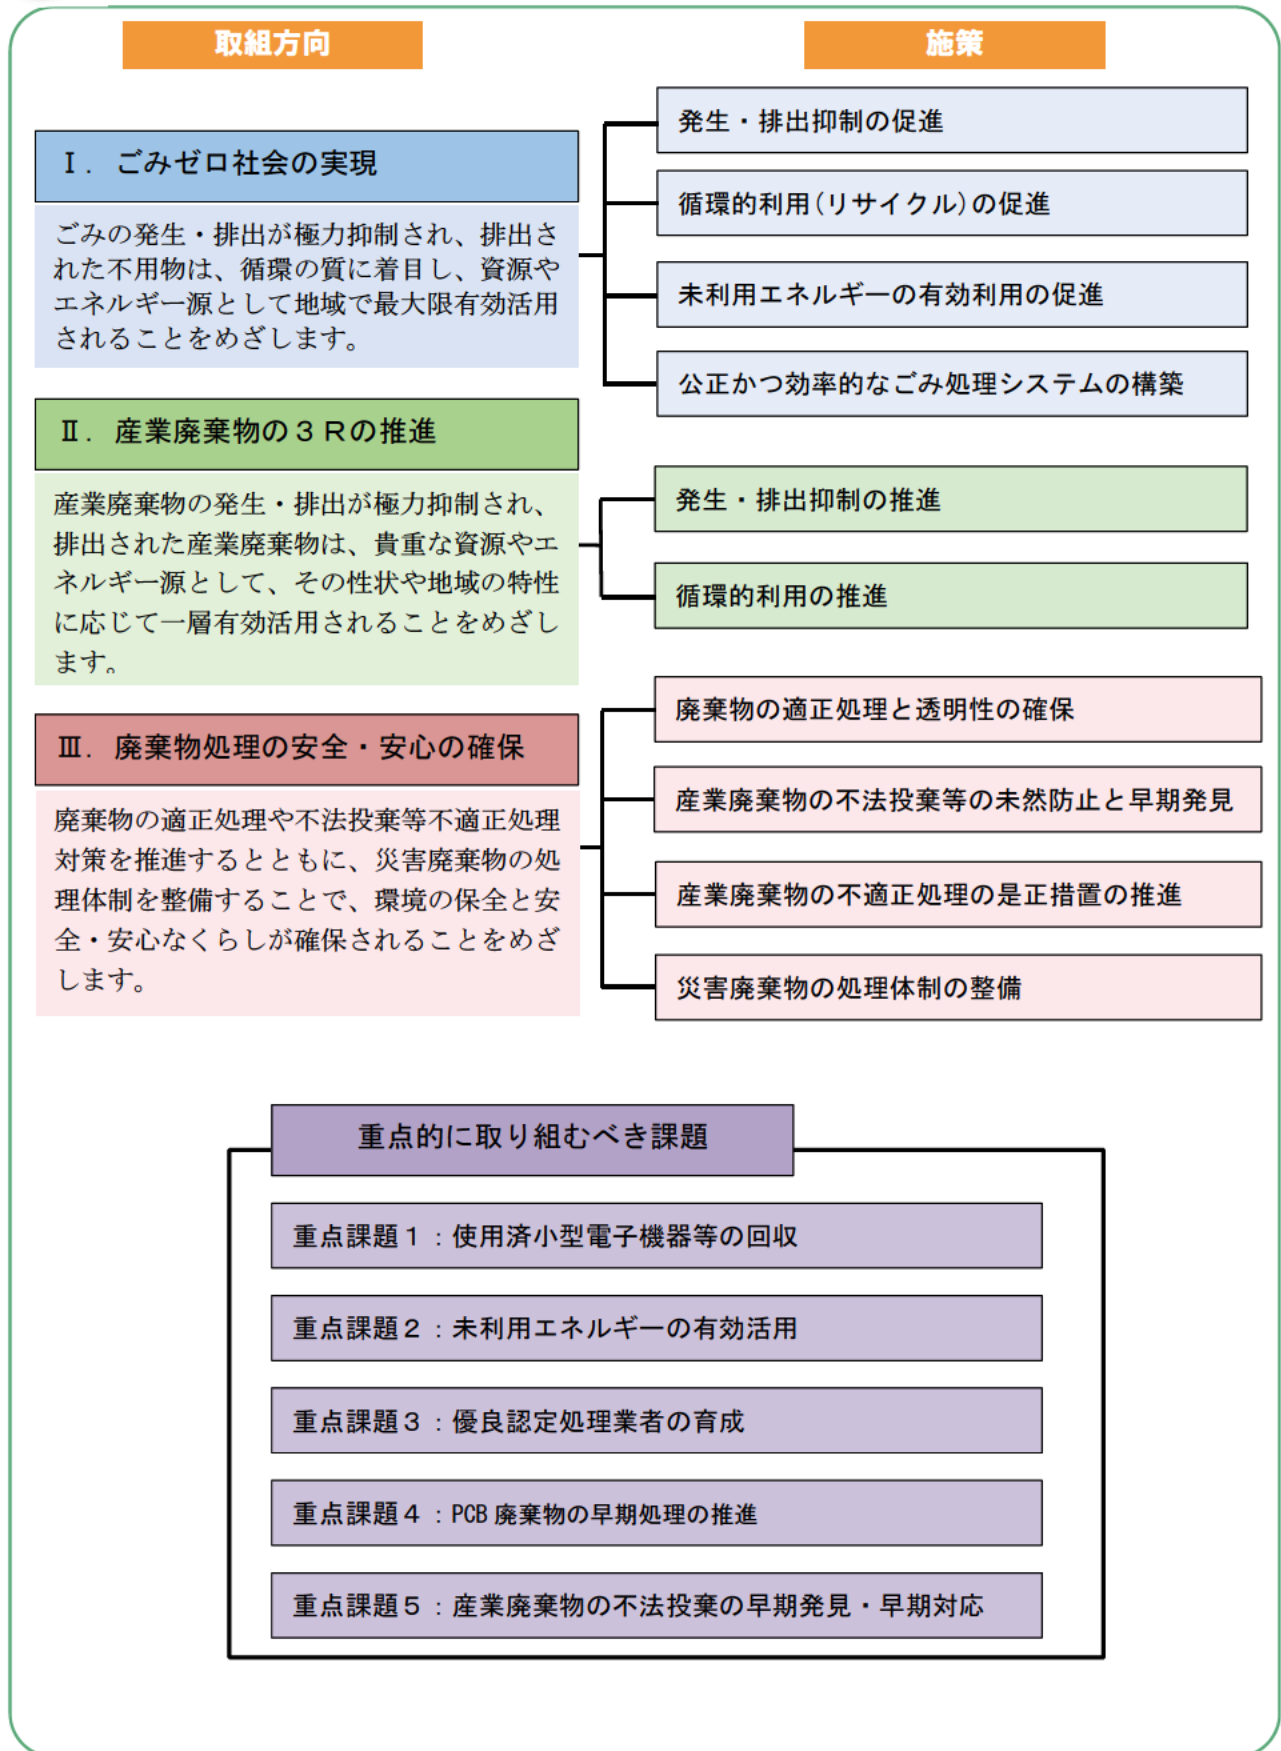 取組方向
施策
Ⅰ．ごみゼロ社会の実現
ごみの発生・排出が極力抑制され、排出さ
れた不用物は、循環の質に着目し、資源や
エネルギー源として地域で最大限有効活用
されることをめざします。
発生・排出抑制の促進
循環的利用(リサイクル)の促進
未利用エネルギーの有効利用の促進
公正かつ効率的なごみ処理システムの構築
Ⅱ．産業廃棄物の３Ｒの推進
産業廃棄物の発生・排出が極力抑制され、
排出された産業廃棄物は、貴重な資源やエ
ネルギー源として、その性状や地域の特性
に応じて一層有効活用されることをめざし
ます。
発生・排出抑制の推進
循環的利用の推進
Ⅲ．廃棄物処理の安全・安心の確保
廃棄物の適正処理や不法投棄等不適正処理
対策を推進するとともに、災害廃棄物の処
理体制を整備することで、環境の保全と安
全・安心なくらしが確保されることをめざ
します。
廃棄物の適正処理と透明性の確保
産業廃棄物の不法投棄等の未然防止と早期発見
産業廃棄物の不適正処理の是正措置の推進
災害廃棄物の処理体制の整備
重点的に取り組むべき課題
重点課題１：使用済小型電子機器等の回収
重点課題２：未利用エネルギーの有効活用
重点課題３：優良認定処理業者の育成
重点課題４：PCB 廃棄物の早期処理の推進
重点課題５：産業廃棄物の不法投棄の早期発見・早期対応